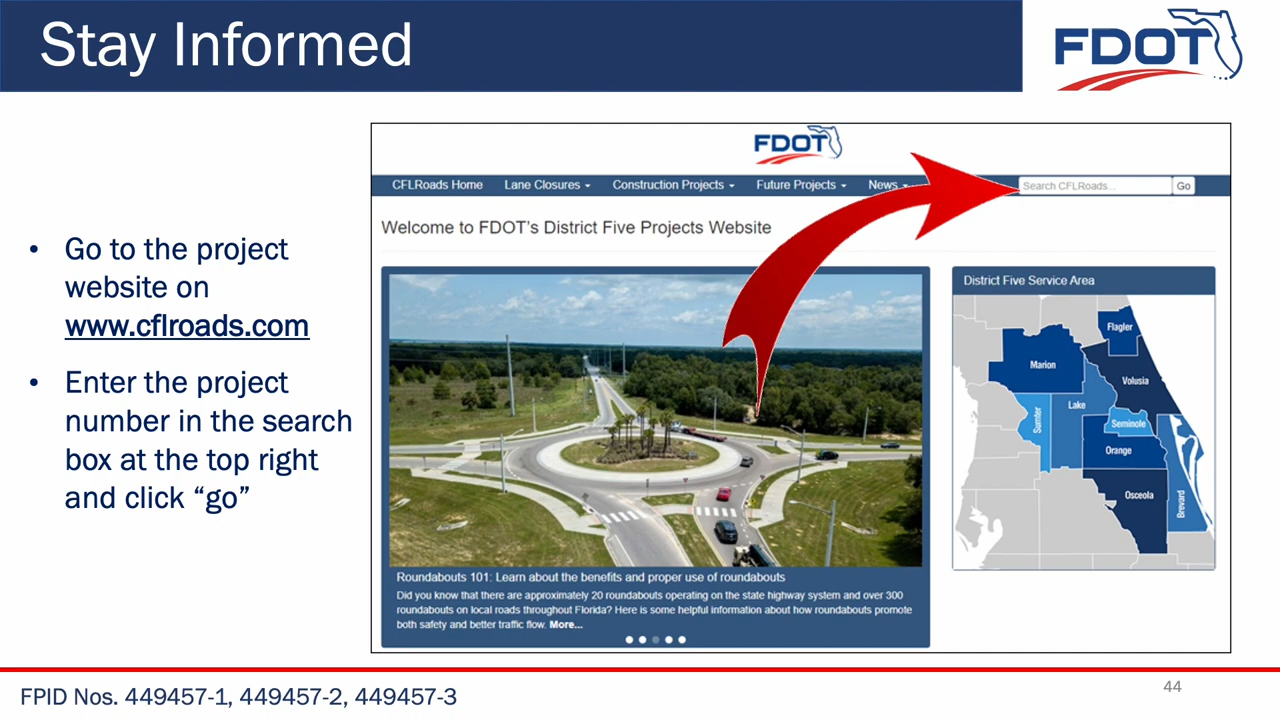 Stay Informed
FDOT
FDOT
CFLRoads Home Lane Closures Construction Projects Future Projects News Search CFLRoads... Go
Welcome to FDOT's District Five Projects Website
• Go to the project
website on
www.cflroads.com
• Enter the project
number in the search
box at the top right
and click “go”
Roundabouts 101: Learn about the benefits and proper use of roundabouts
Did you know that there are approximately 20 roundabouts operating on the state highway system and over 300
roundabouts on local roads throughout Florida? Here is some helpful information about how roundabouts promote
both safety and better traffic flow. More...
District Five Service Area
Flagler
Marion
Volusia
Lake
Sumter
Seminole
Orange
Osceola
Brevard
FPID Nos. 449457-1, 449457-2, 449457-3
44